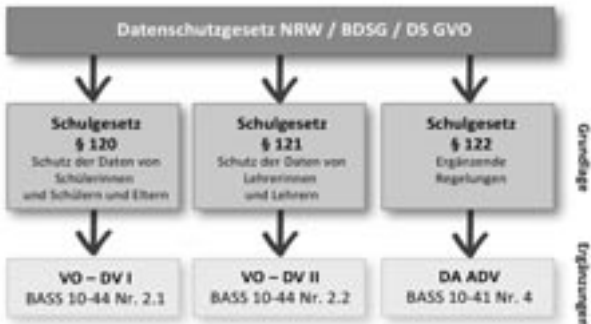 Datenschutzgesetz NRW / BDSG / DS GVO
Schulgesetz
§ 120
Schutz der Daten von
Schülerinnen
und Schülern und Eltern
Schulgesetz
§ 121
Schutz der Daten von
Lehrerinnen
und Lehrern
Schulgesetz
§ 122
Ergänzende
Regelungen
Grundlage
VO – DV I
BASS 10-44 Nr. 2.1
VO – DV II
BASS 10-44 Nr. 2.2
DA ADV
BASS 10-41 Nr. 4
Ergänzungen